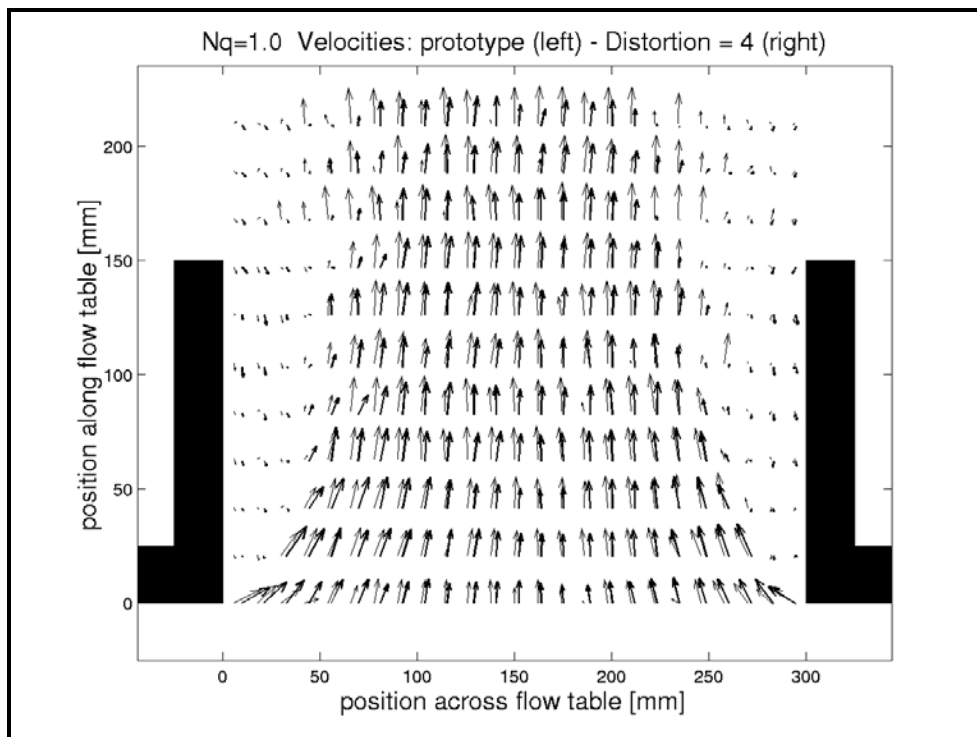 Nq=1.0 Velocities: prototype (left) - Distortion = 4 (right)
200
150
100
50
0
position along flow table [mm]
0 50 100 150 200 250 300
position across flow table [mm]